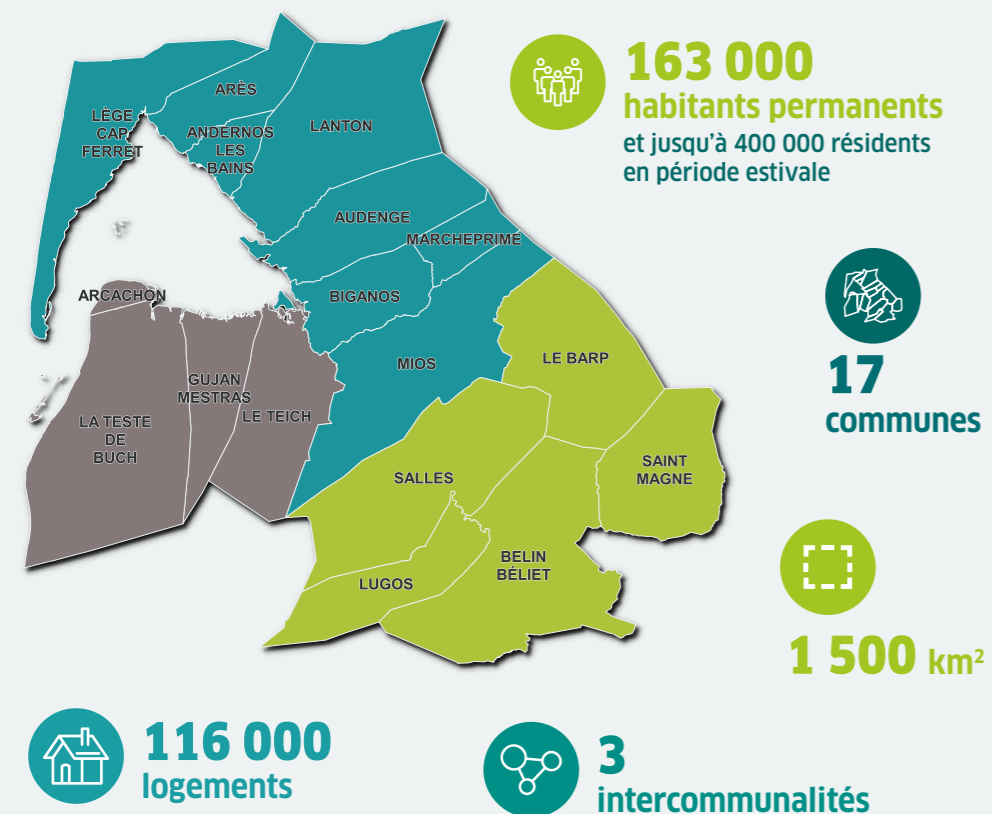 LÈGE
CAP
FERRET
ARÈS
ANDERNOS
LES
BAINS
LANTON
AUDENGE
MARCHEPRIME
BIGANOS
MIOS
ARCACHON
LA TESTE
DE
BUCH
GUJAN
MESTRAS
LE TEICH
LE BARP
SALLES
SAINT
MAGNE
BELIN
BÉLIET
LUGOS
163 000
habitants permanents
et jusqu'à 400 000 résidents
en période estivale
17
communes
1 500 km²
116 000
logements
3
intercommunalités